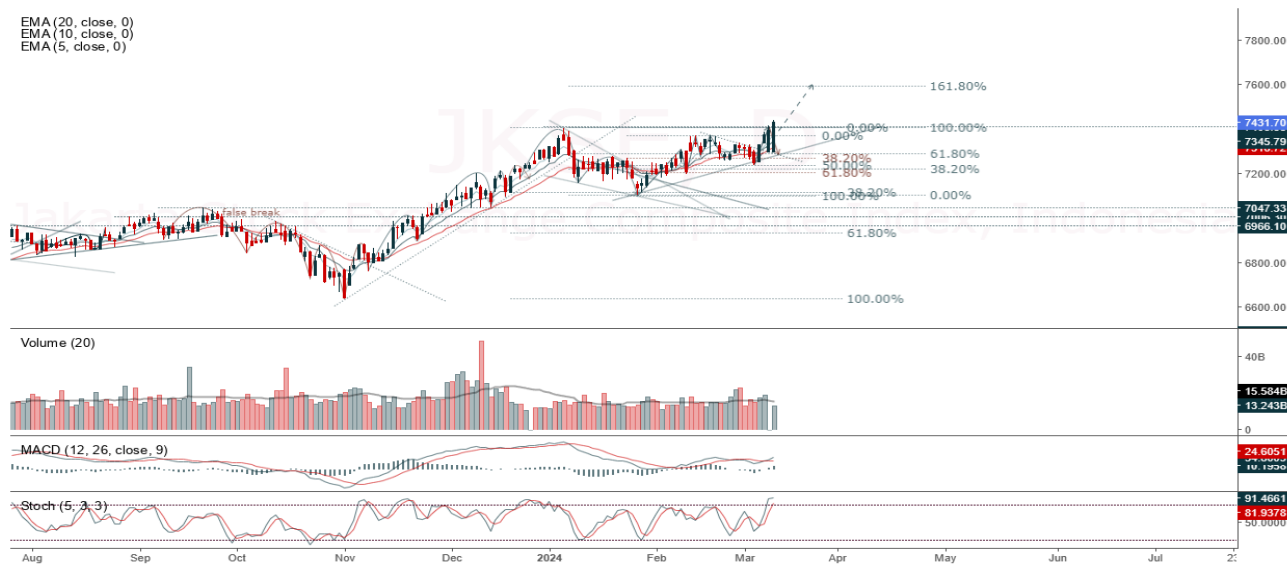 EMA (20, close, 0)
EMA (10, close, 0)
EMA (5, close, 0)
JKSE, D
7800.00
7600.00
161.80%
7431.70
0.00%
100.00%
0.00%
7345.79
38.20%
61.80%
50.00%
38.20%
61.80%
7200.00
38.20%
100.00%
0.00%
false break
7047.33
61.80%
6966.10
6800.00
100.00%
6600.00
Volume (20)
40B
15.584B
13.243B
0
MACD (12, 26, close, 9)
24.6051
10.1958
Stoch (5, 3, 3)
91.4661
81.9378
50.0000
Aug Sep Oct Nov Dec 2024 Feb Mar Apr May Jun Jul